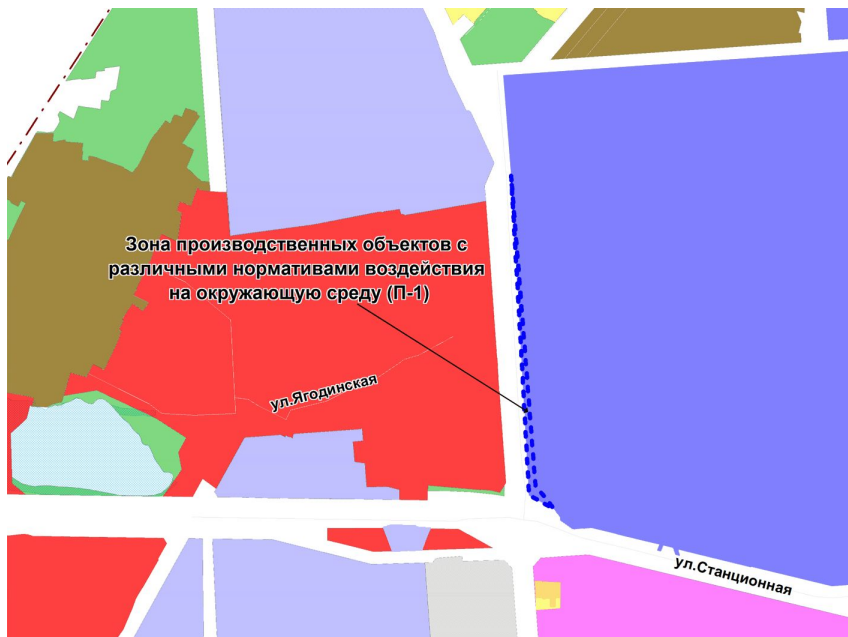 Зона производственных объектов с
различными нормативами воздействия
на окружающую среду (П-1)
ул.Ягодинская
ул.Станционная